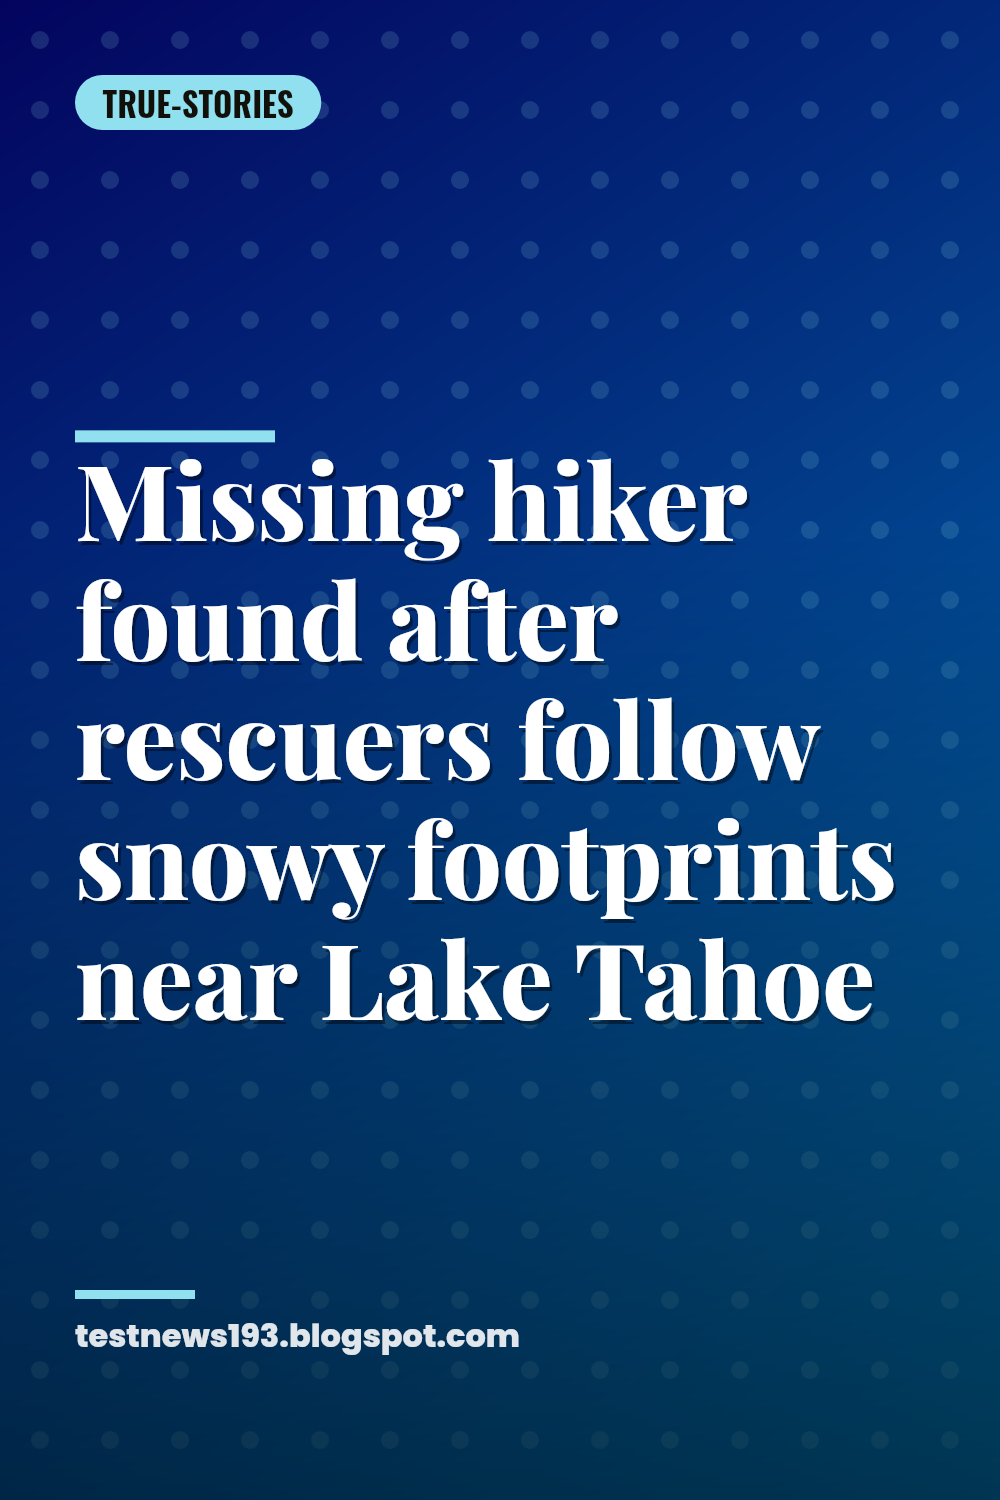 TRUE-STORIES
Missing hiker
found after
rescuers follow
snowy footprints
near Lake Tahoe
testnews193.blogspot.com